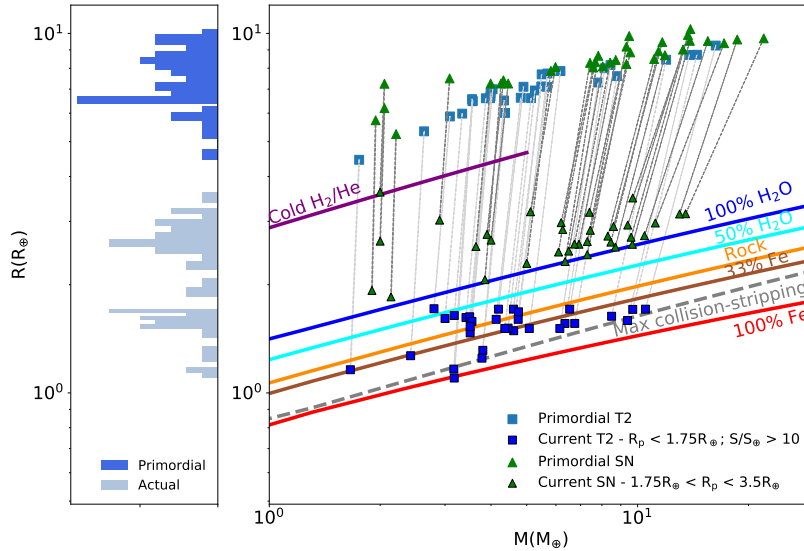 10¹
10⁰
R(R⊕)
Primordial
Actual
Cold H₂/He
100% H₂O
50% H₂O
Rock
33% Fe
Max collision-stripping
100% Fe
Primordial T2
Current T2 - Rₚ < 1.75R⊕; S/S⊕ > 10
Primordial SN
Current SN - 1.75R⊕ < Rₚ < 3.5R⊕
10¹
10⁰
10⁰
10¹
M(M⊕)